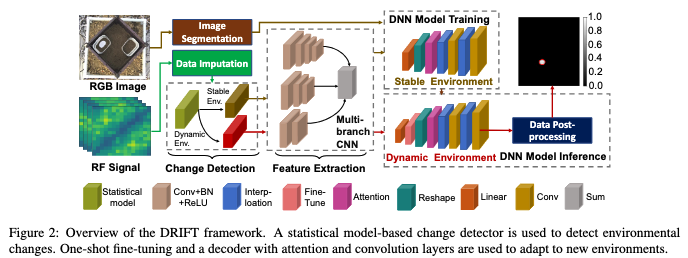 RGB Image
RF Signal
Image
Segmentation
Data Imputation
Stable
Env.
Dynamic
Env.
Change Detection
Multi-
branch
CNN
Feature Extraction
DNN Model Training
Stable Environment
Dynamic Environment
Data Post-
processing
DNN Model Inference
1.0
0.8
0.6
0.4
0.2
0.0
Statistical
model
Conv+BN
+ReLU
Interp-
loation
Fine-
Tune
Attention
Reshape
Linear
Conv
Sum
Figure 2: Overview of the DRIFT framework. A statistical model-based change detector is used to detect environmental
changes. One-shot fine-tuning and a decoder with attention and convolution layers are used to adapt to new environments.